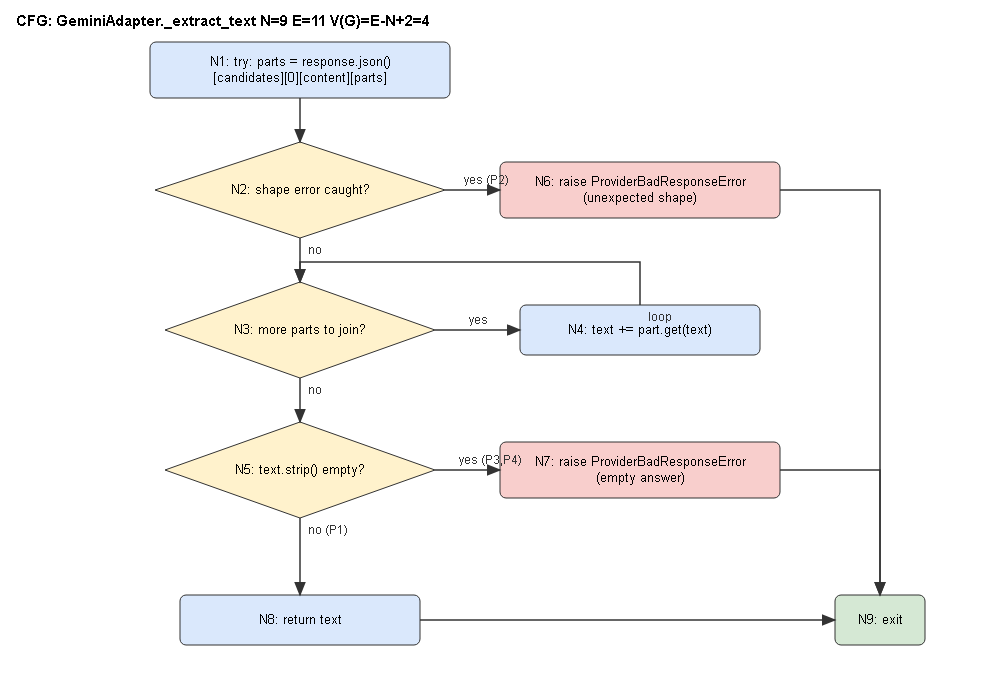 CFG: GeminiAdapter._extract_text N=9 E=11 V(G)=E-N+2=4
N1: try: parts = response.json()
[candidates][0][content][parts]
N2: shape error caught?
yes (P2)
N6: raise ProviderBadResponseError
(unexpected shape)
no
N3: more parts to join?
yes
loop
N4: text += part.get(text)
no
N5: text.strip() empty?
yes (P3,P4)
N7: raise ProviderBadResponseError
(empty answer)
no (P1)
N8: return text
N9: exit